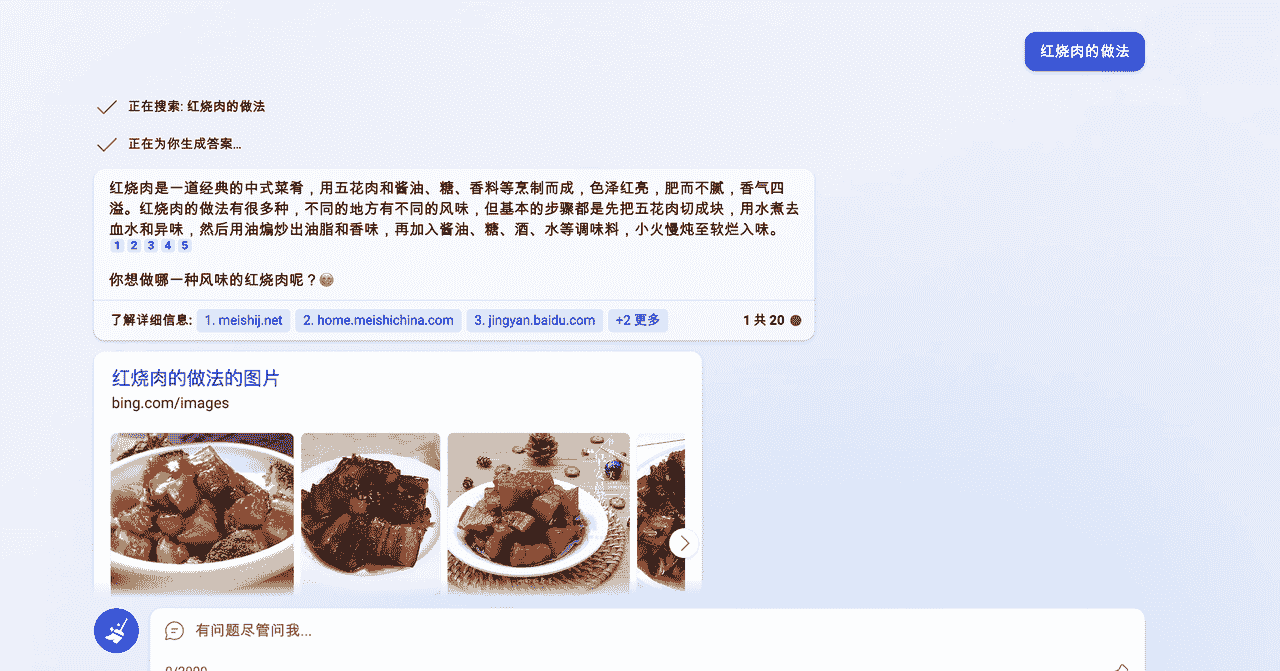 红烧肉的做法
正在搜索: 红烧肉的做法
正在为你生成答案...
红烧肉是一道经典的中式菜肴，用五花肉和酱油、糖、香料等烹制而成，色泽红亮，肥而不腻，香气四
溢。红烧肉的做法有很多种，不同的地方有不同的风味，但基本的步骤都是先把五花肉切成块，用水煮去
血水和异味，然后用油煸炒出油脂和香味，再加入酱油、糖、酒、水等调味料，小火慢炖至软烂入味。
1 2 3 4 5
你想做哪一种风味的红烧肉呢？
了解详细信息: 1. meishij.net 2. home.meishichina.com 3. jingyan.baidu.com +2 更多 1 共 20
红烧肉的做法的图片
bing.com/images
有问题尽管问我...
0/2000